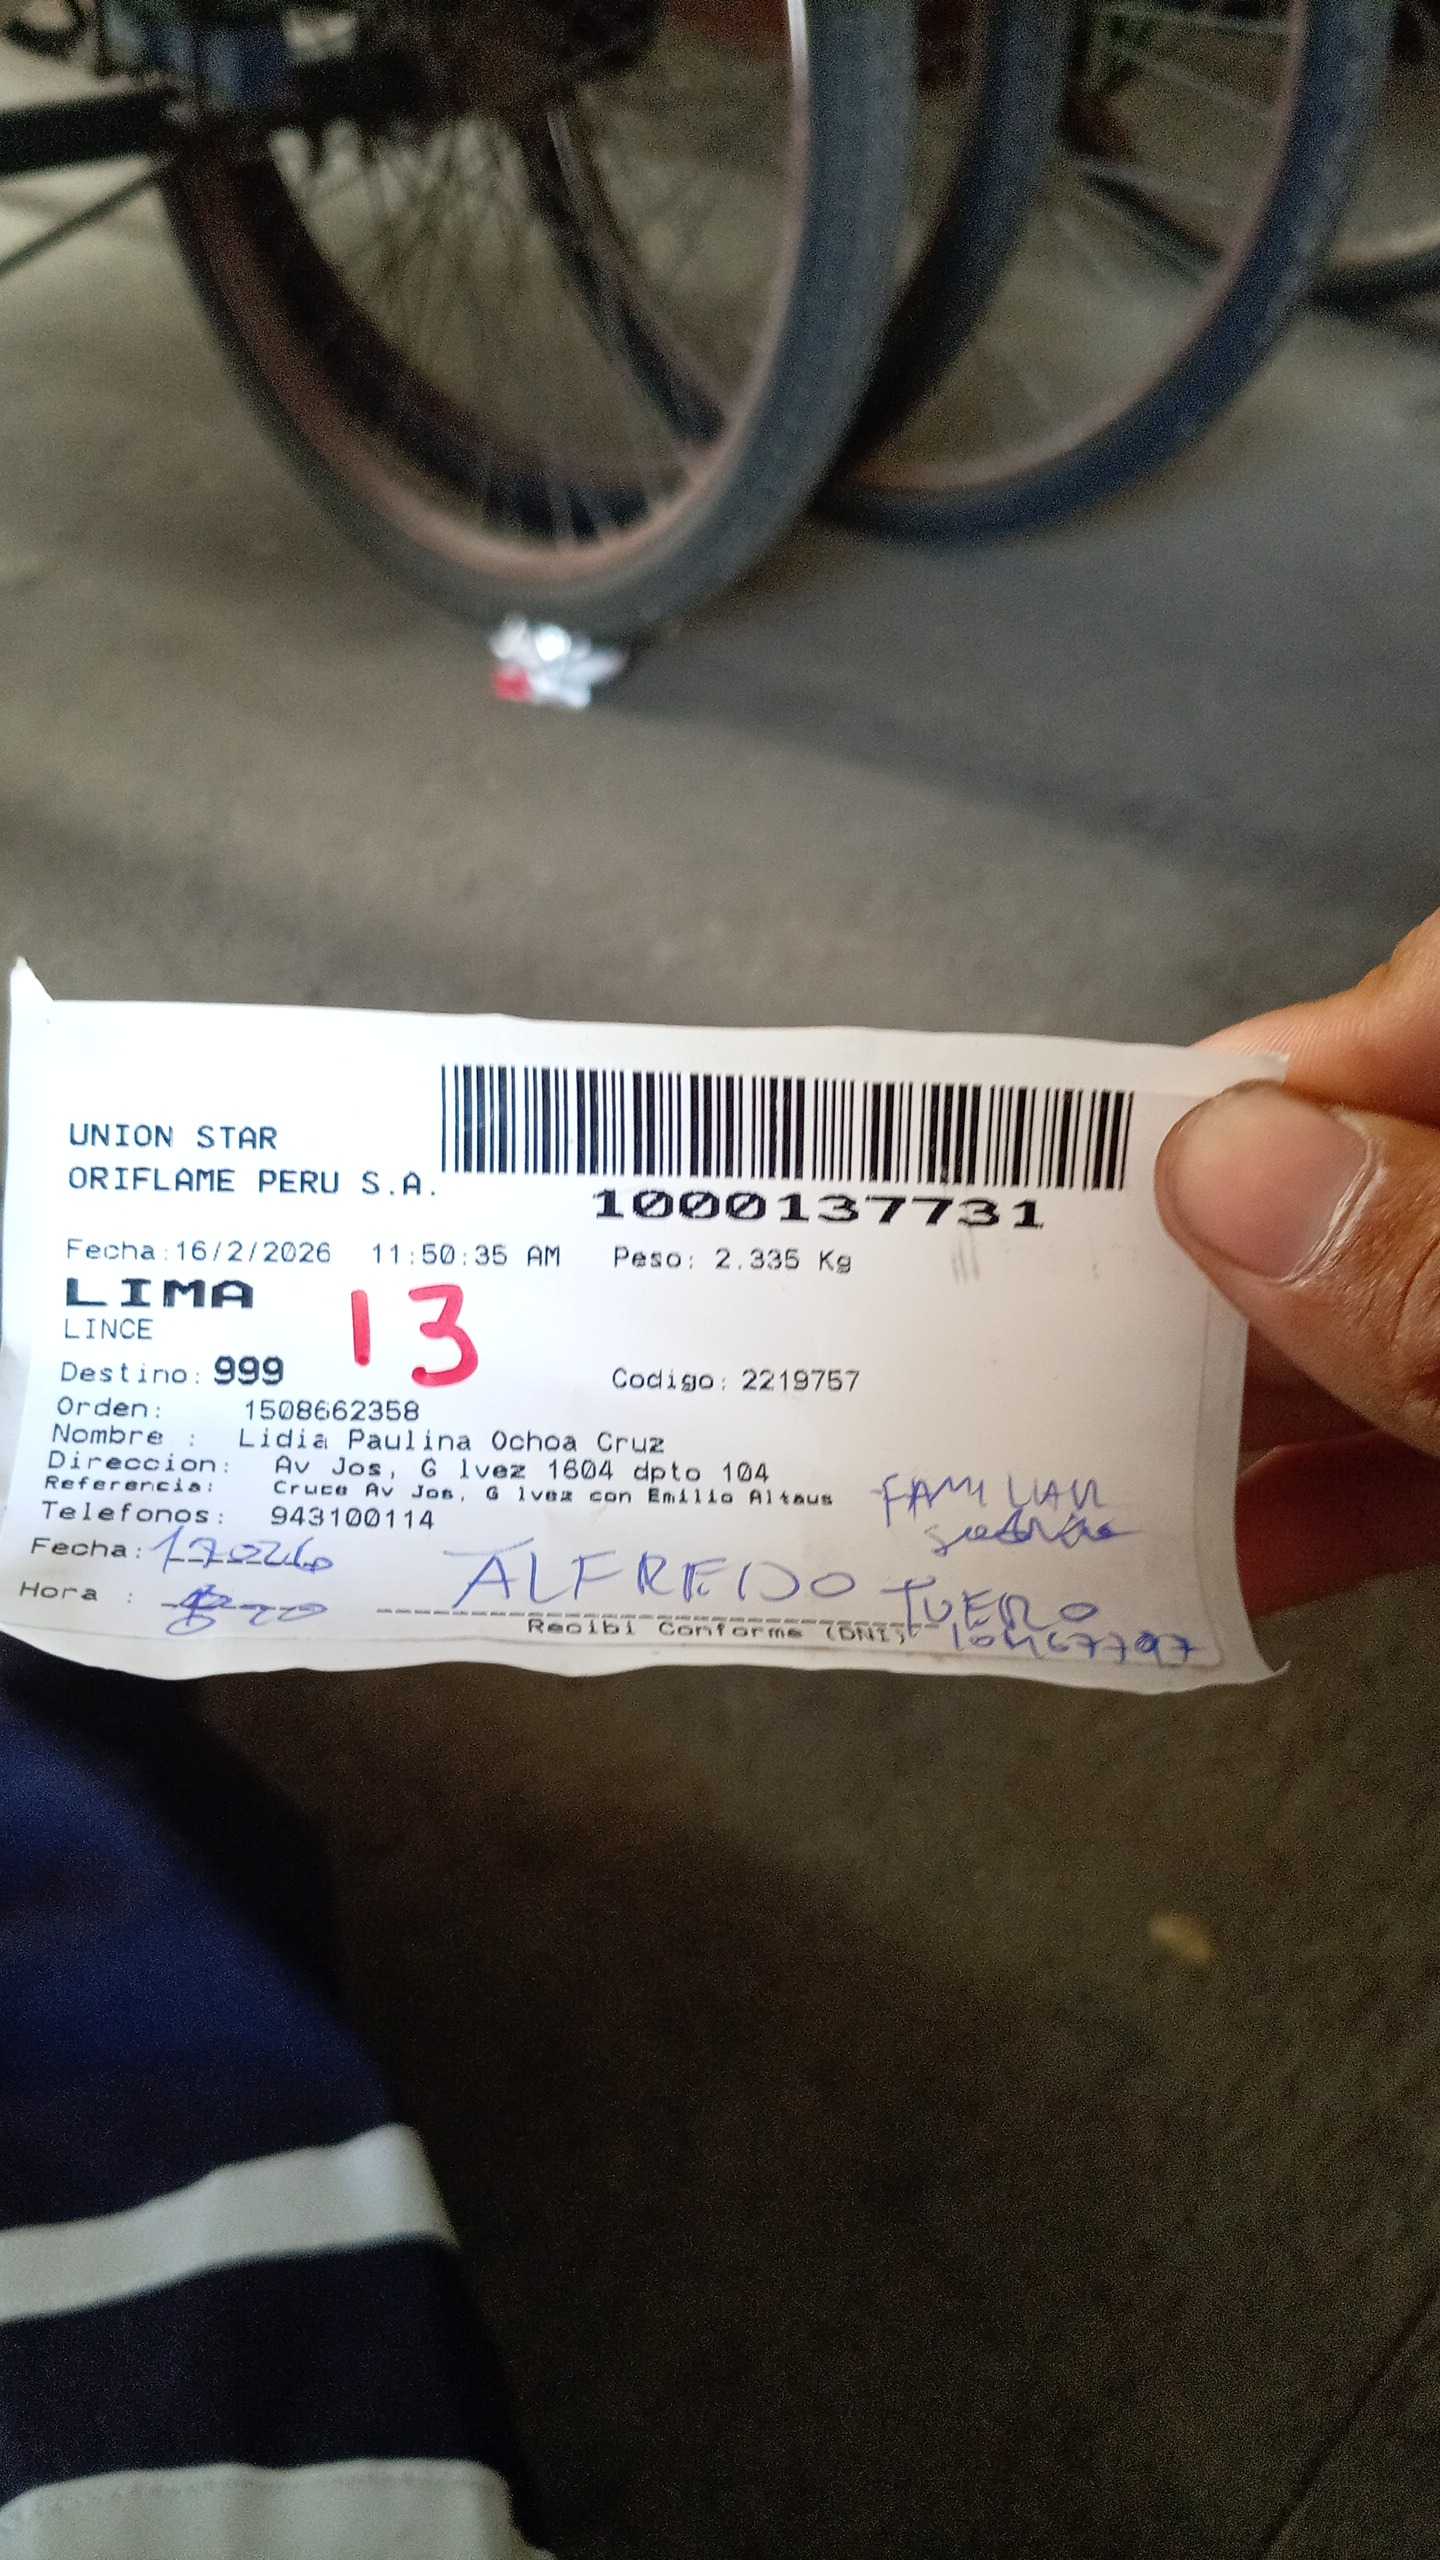 UNION STAR
ORIFLAME PERU S.A.
1000137731
Fecha:16/2/2026 11:50:35 AM Peso: 2.335 Kg
LIMA
13
LINCE
Destino: 999 Codigo: 2219757
Orden: 1508662358
Nombre : Lidia Paulina Ochoa Cruz
Direccion: Av Jos, G lvez 1604 dpto 104
Referencia: Cruce Av Jos, G lvez con Emilio Altaus
FAMILIAR
Telefonos: 943100114
Fecha:
Hora :
ALFREDO TUERO
Recibi Conforme (DNI)